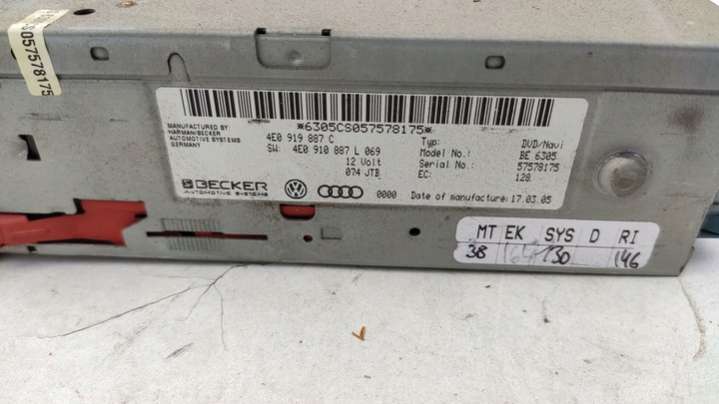 057578175
*6305CS057578175*
MANUFACTURED BY
HARMAN/BECKER
AUTOMOTIVE SYSTEMS
GERMANY
4E0 919 887 C
SW: 4E0 910 887 L 069
12 Volt
074 JTB
Typ: DVD/Navi
Model No.: BE 6305
Serial No.: 57578175
EC: 128
BECKER
AUTOMOTIVE SYSTEMS
0000 Date of manufacture: 17.03.05
MT EK SYS D RI
38 130 146